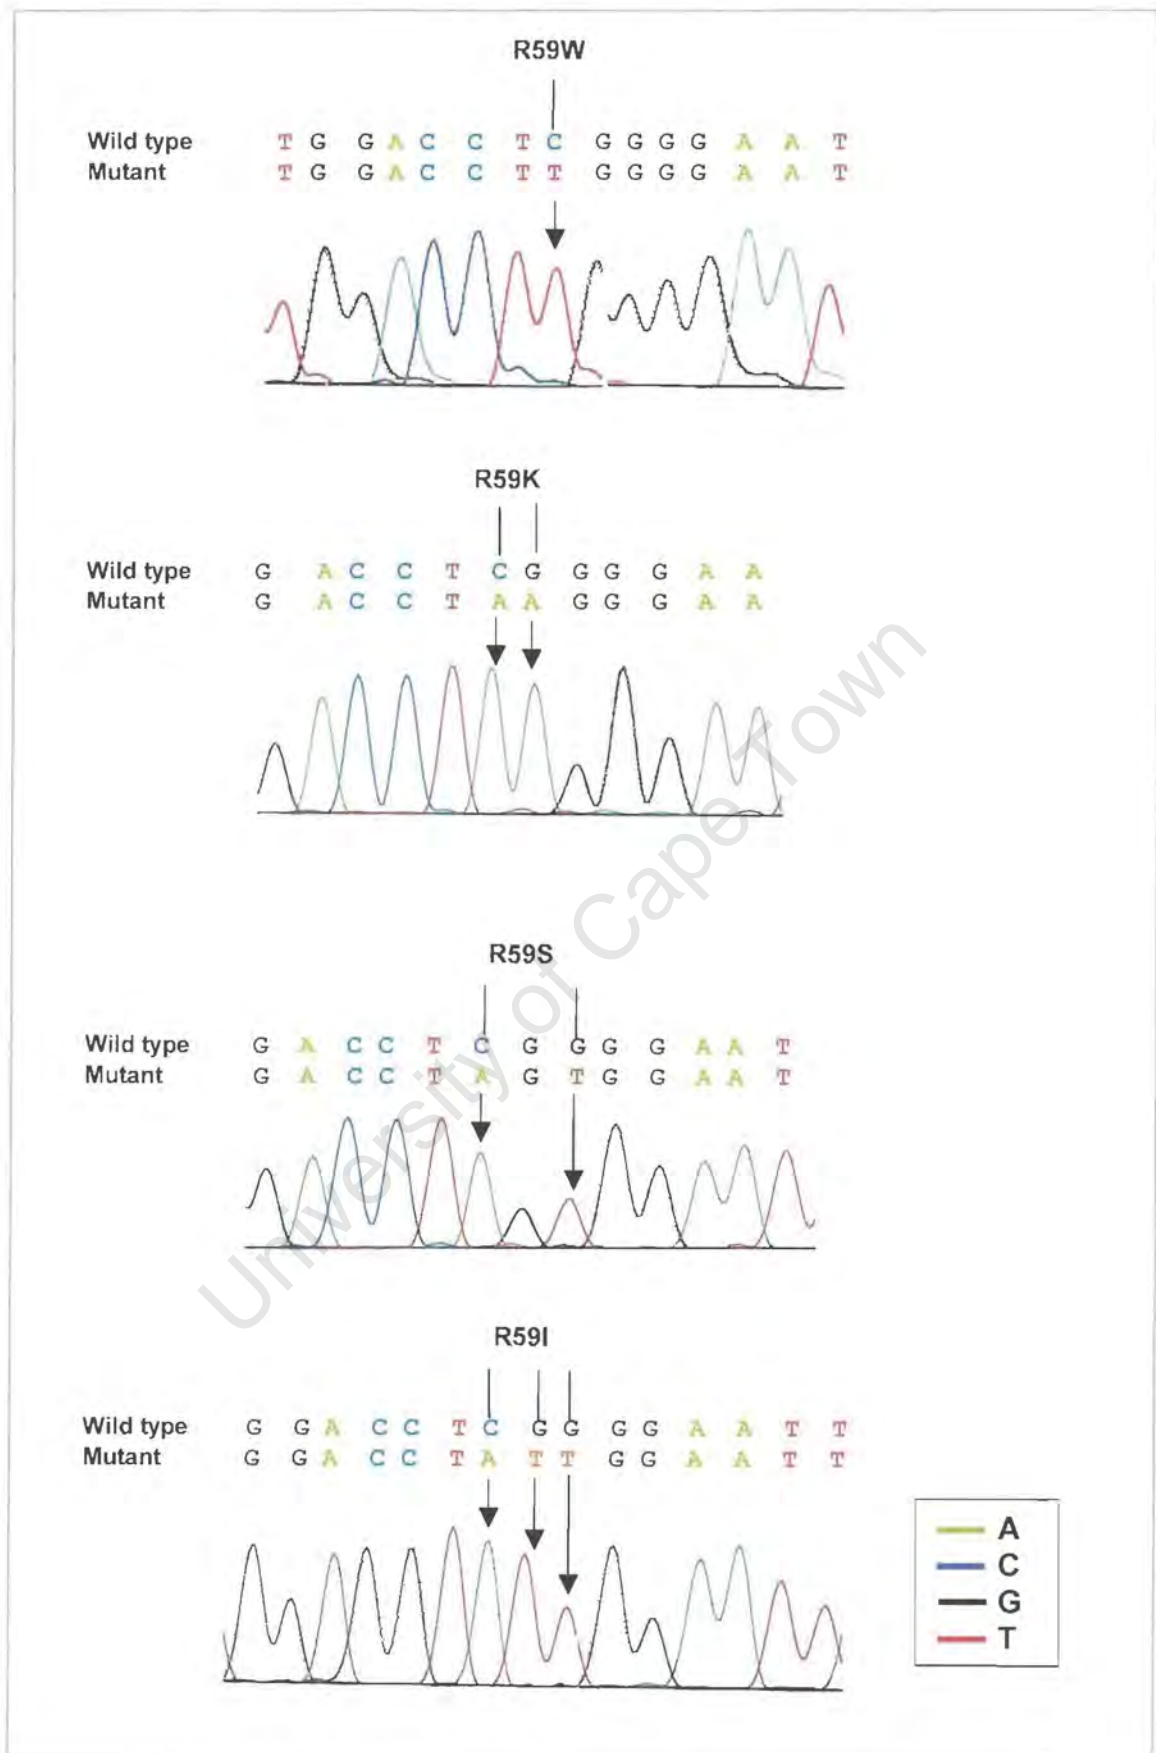 R59W
Wild type T G G A C C T C G G G G A A T
Mutant T G G A C C T T G G G G A A T
R59K
Wild type G A C C T C G G G G A A
Mutant G A C C T A A G G G A A
R59S
Wild type G A C C T C G G G G A A T
Mutant G A C C T A G T G G A A T
R59I
Wild type G G A C C T C G G G G A A T T
Mutant G G A C C T A T T G G A A T T
A
C
G
T
University of Cape Town